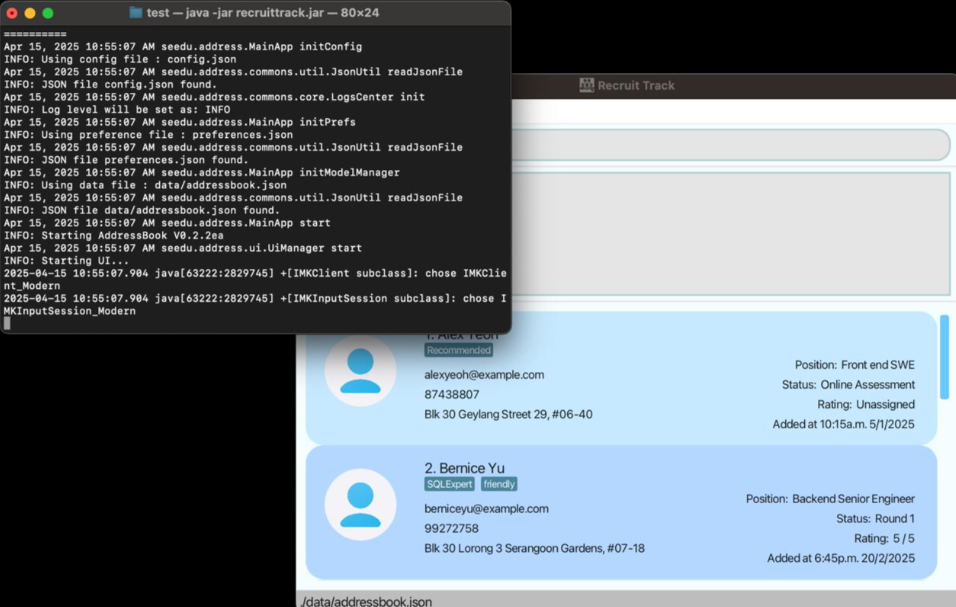 test — java -jar recruittrack.jar — 80×24
==========
Apr 15, 2025 10:55:07 AM seedu.address.MainApp initConfig
INFO: Using config file : config.json
Apr 15, 2025 10:55:07 AM seedu.address.commons.util.JsonUtil readJsonFile
INFO: JSON file config.json found.
Apr 15, 2025 10:55:07 AM seedu.address.commons.core.LogsCenter init
INFO: Log level will be set as: INFO
Apr 15, 2025 10:55:07 AM seedu.address.MainApp initPrefs
INFO: Using preference file : preferences.json
Apr 15, 2025 10:55:07 AM seedu.address.commons.util.JsonUtil readJsonFile
INFO: JSON file preferences.json found.
Apr 15, 2025 10:55:07 AM seedu.address.MainApp initModelManager
INFO: Using data file : data/addressbook.json
Apr 15, 2025 10:55:07 AM seedu.address.commons.util.JsonUtil readJsonFile
INFO: JSON file data/addressbook.json found.
Apr 15, 2025 10:55:07 AM seedu.address.MainApp start
INFO: Starting AddressBook V0.2.2ea
Apr 15, 2025 10:55:07 AM seedu.address.ui.UiManager start
INFO: Starting UI...
2025-04-15 10:55:07.904 java[63222:2829745] +[IMKClient subclass]: chose IMKClie
nt_Modern
2025-04-15 10:55:07.904 java[63222:2829745] +[IMKInputSession subclass]: chose I
MKInputSession_Modern
Recruit Track
1. Alex Yeoh
Recommended
alexyeoh@example.com
87438807
Blk 30 Geylang Street 29, #06-40
Position: Front end SWE
Status: Online Assessment
Rating: Unassigned
Added at 10:15a.m. 5/1/2025
2. Bernice Yu
SQLExpert friendly
berniceyu@example.com
99272758
Blk 30 Lorong 3 Serangoon Gardens, #07-18
Position: Backend Senior Engineer
Status: Round 1
Rating: 5 / 5
Added at 6:45p.m. 20/2/2025
./data/addressbook.json